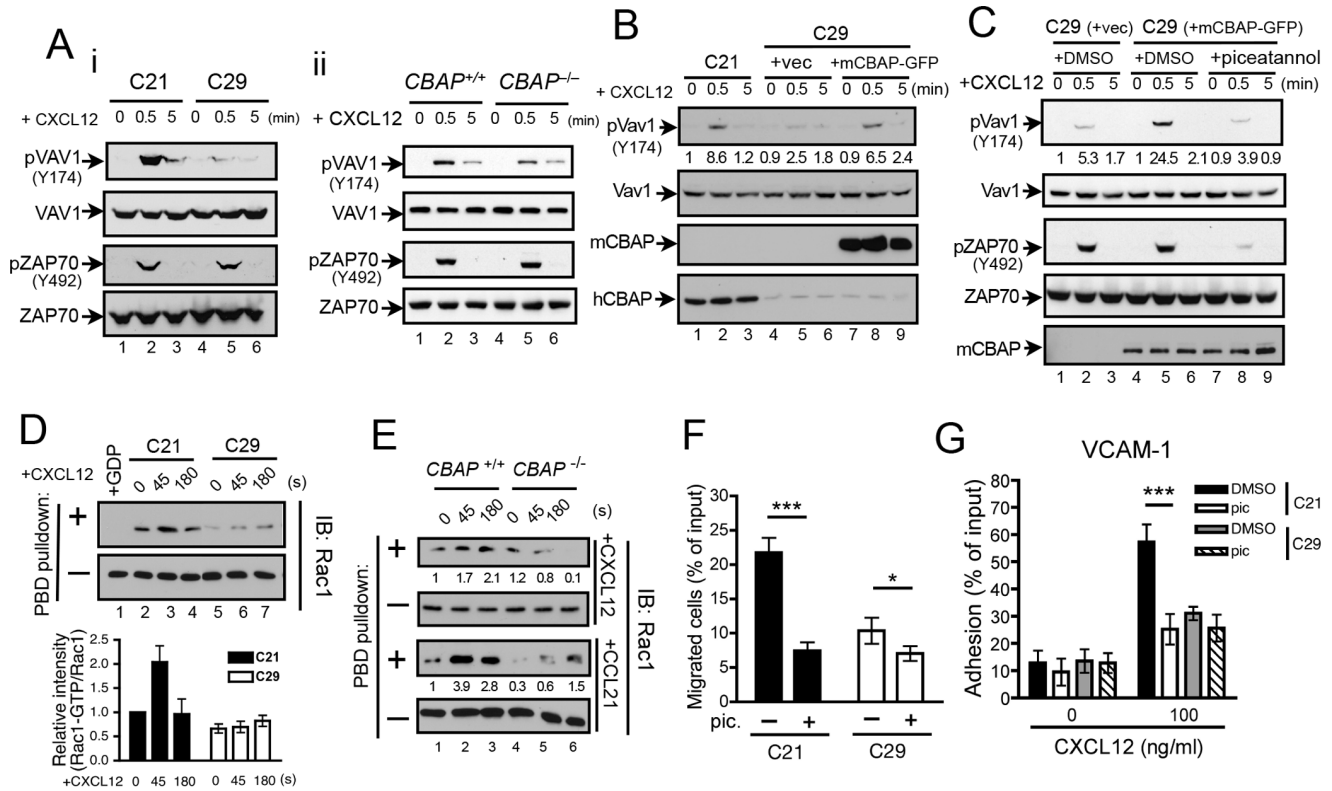 A
i
C21 C29
+ CXCL12 0 0.5 5 0 0.5 5 (min)
pVAV1
(Y174)
VAV1
pZAP70
(Y492)
ZAP70
1 2 3 4 5 6
ii
CBAP+/+ CBAP–/–
+ CXCL12 0 0.5 5 0 0.5 5 (min)
pVAV1
(Y174)
VAV1
pZAP70
(Y492)
ZAP70
1 2 3 4 5 6
B
C29
C21 +vec +mCBAP-GFP
+ CXCL12 0 0.5 5 0 0.5 5 0 0.5 5 (min)
pVav1
(Y174)
1 8.6 1.2 0.9 2.5 1.8 0.9 6.5 2.4
Vav1
mCBAP
hCBAP
1 2 3 4 5 6 7 8 9
C
C29 (+vec) C29 (+mCBAP-GFP)
+DMSO +DMSO +piceatannol
+CXCL12 0 0.5 5 0 0.5 5 0 0.5 5 (min)
pVav1
(Y174)
1 5.3 1.7 1 24.5 2.1 0.9 3.9 0.9
Vav1
pZAP70
(Y492)
ZAP70
mCBAP
1 2 3 4 5 6 7 8 9
D
+GDP
C21 C29
+CXCL12 0 45 180 0 45 180 (s)
PBD pulldown:
+
–
IB: Rac1
1 2 3 4 5 6 7
Relative intensity
(Rac1-GTP/Rac1)
2.5
2.0
1.5
1.0
0.5
0.0
C21
C29
+CXCL12 0 45 180 0 45 180 (s)
E
CBAP +/+ CBAP -/-
0 45 180 0 45 180 (s)
PBD pulldown:
+
1 1.7 2.1 1.2 0.8 0.1
–
+CXCL12
+
1 3.9 2.8 0.3 0.6 1.5
–
+CCL21
IB: Rac1
1 2 3 4 5 6
F
Migrated cells (% of input)
30
25
20
15
10
5
0
***
*
pic. – + – +
C21 C29
G
VCAM-1
Adhesion (% of input)
80
70
60
50
40
30
20
10
0
***
DMSO
pic
C21
DMSO
pic
C29
0 100
CXCL12 (ng/ml)